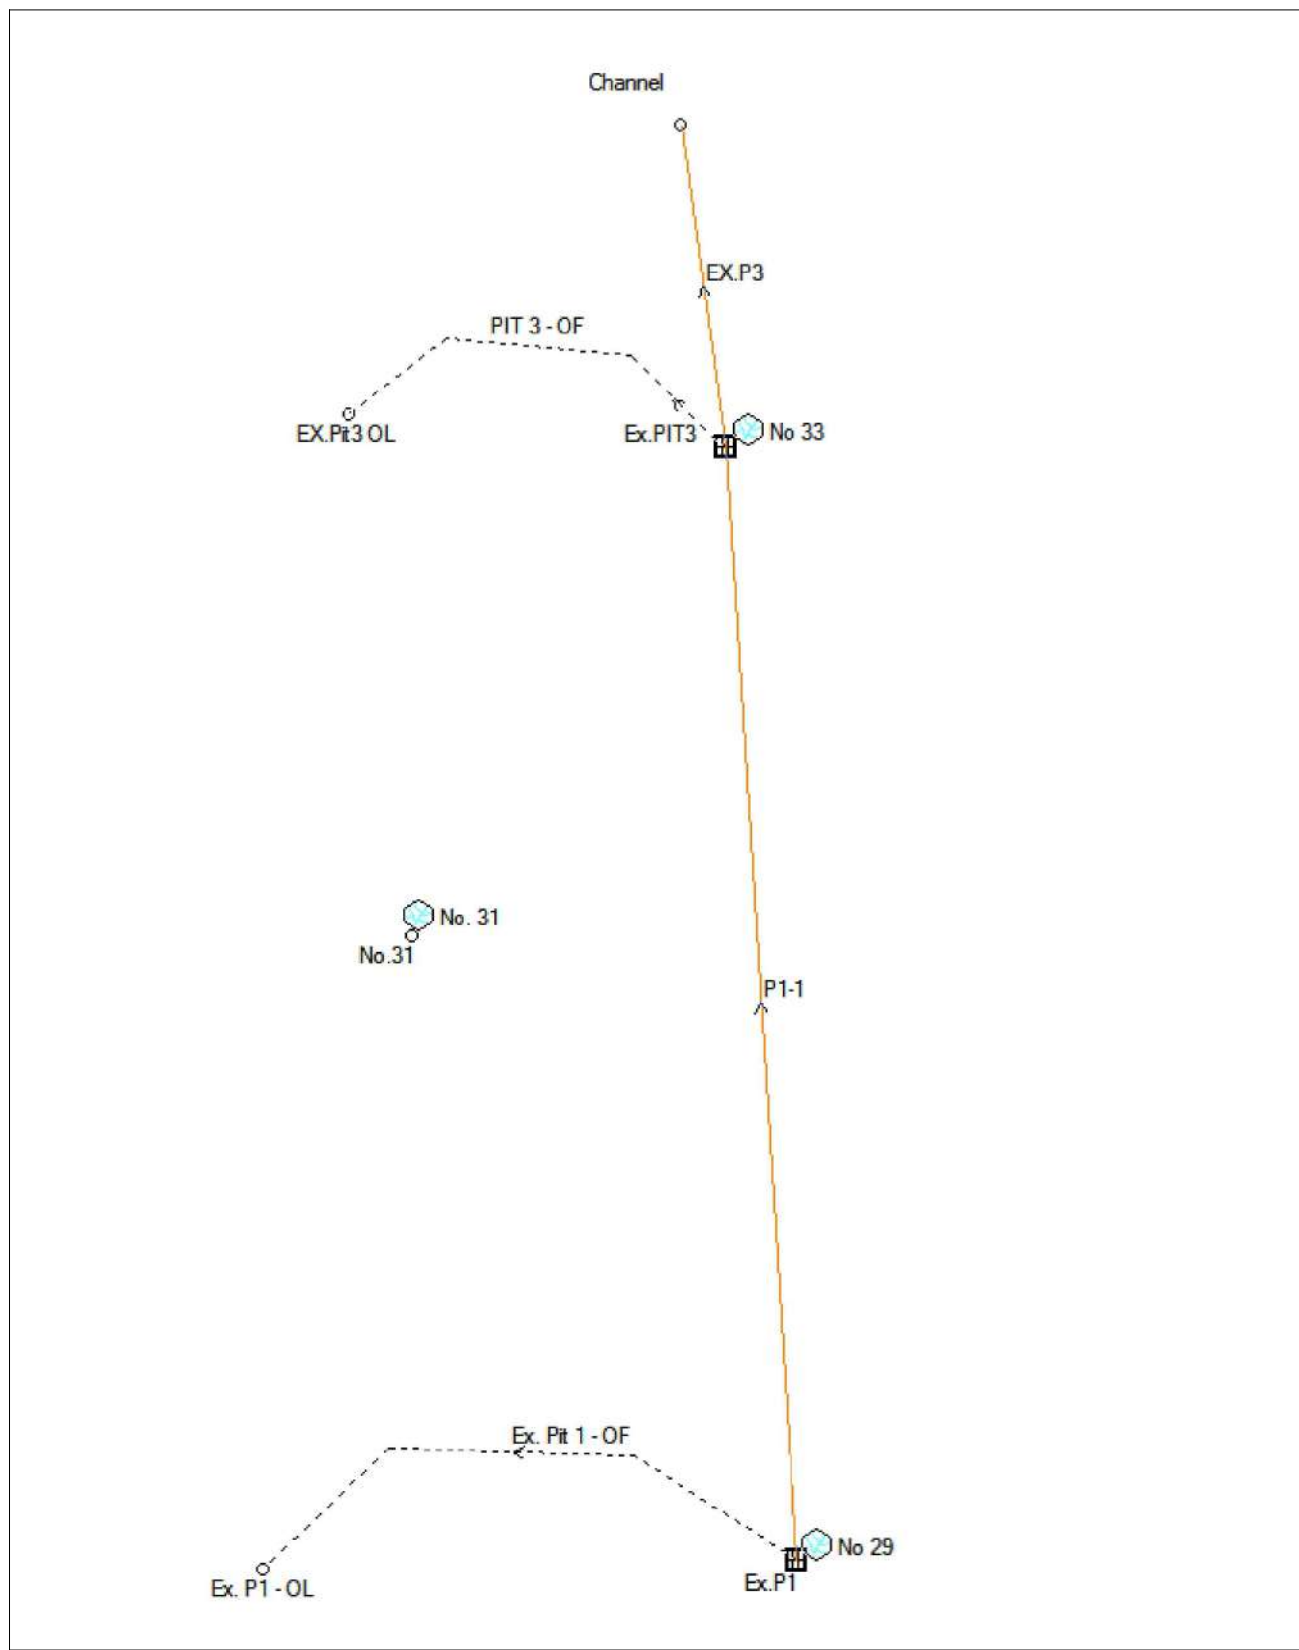 Channel
EX.P3
PIT 3 - OF
EX.Pit3 OL
Ex.PIT3
No 33
No. 31
No.31
P1-1
Ex. Pit 1 - OF
No 29
Ex. P1 - OL
Ex.P1